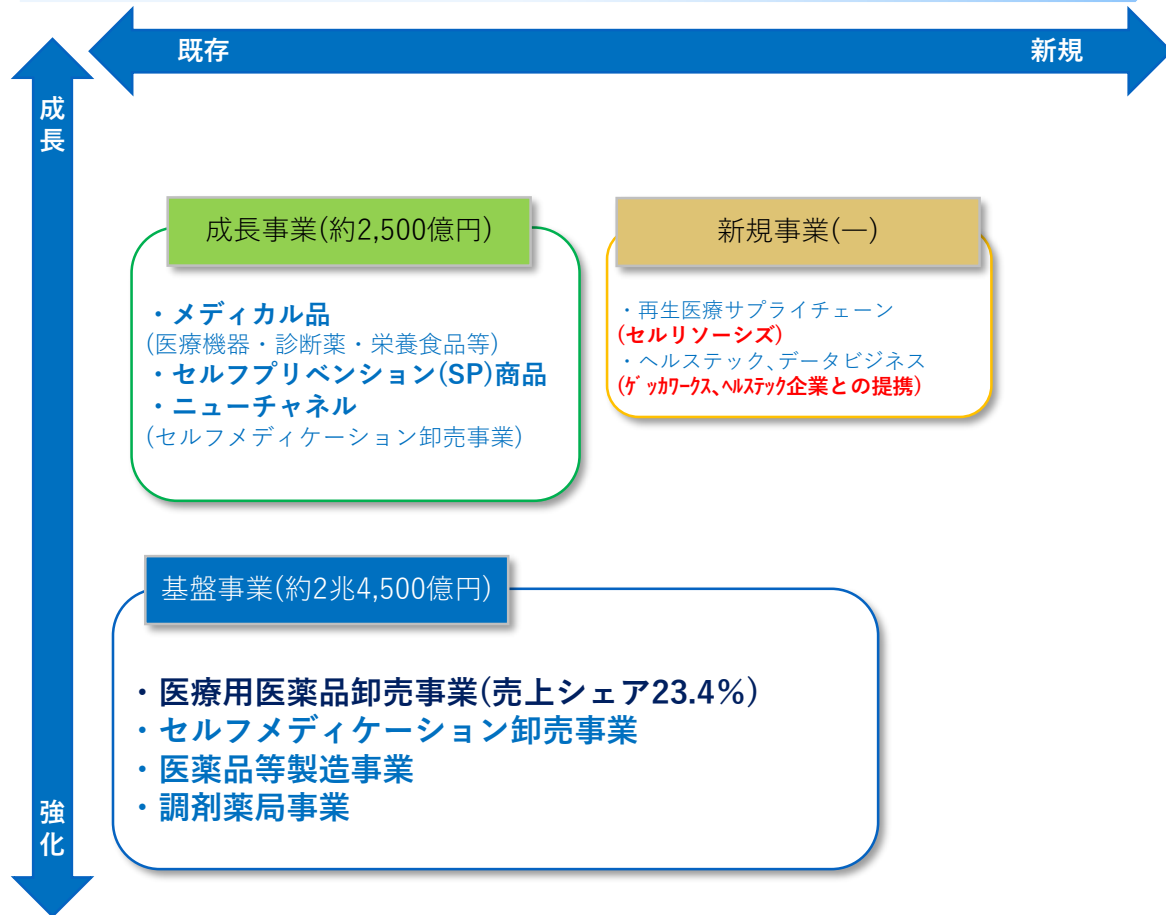 既存
新規
成長
成長事業(約2,500億円)
・メディカル品
(医療機器・診断薬・栄養食品等)
・セルフプリベンション(SP)商品
・ニューチャネル
(セルフメディケーション卸売事業)
新規事業(―)
・再生医療サプライチェーン
(セルリソーシズ)
・ヘルステック、データビジネス
(ｹﾞｯｶﾜｰｸｽ、ﾍﾙｽﾃｯｸ企業との提携)
基盤事業(約2兆4,500億円)
・医療用医薬品卸売事業(売上シェア23.4%)
・セルフメディケーション卸売事業
・医薬品等製造事業
・調剤薬局事業
強化